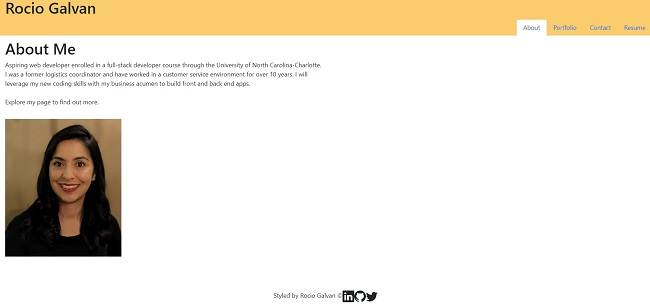 Rocio Galvan
About
Portfolio
Contact
Resume
About Me
Aspiring web developer enrolled in a full-stack developer course through the University of North Carolina-Charlotte.
I was a former logistics coordinator and have worked in a customer service environment for over 10 years. I will
leverage my new coding skills with my business acumen to build front and back end apps.
Explore my page to find out more.
Styled by Rocio Galvan ©